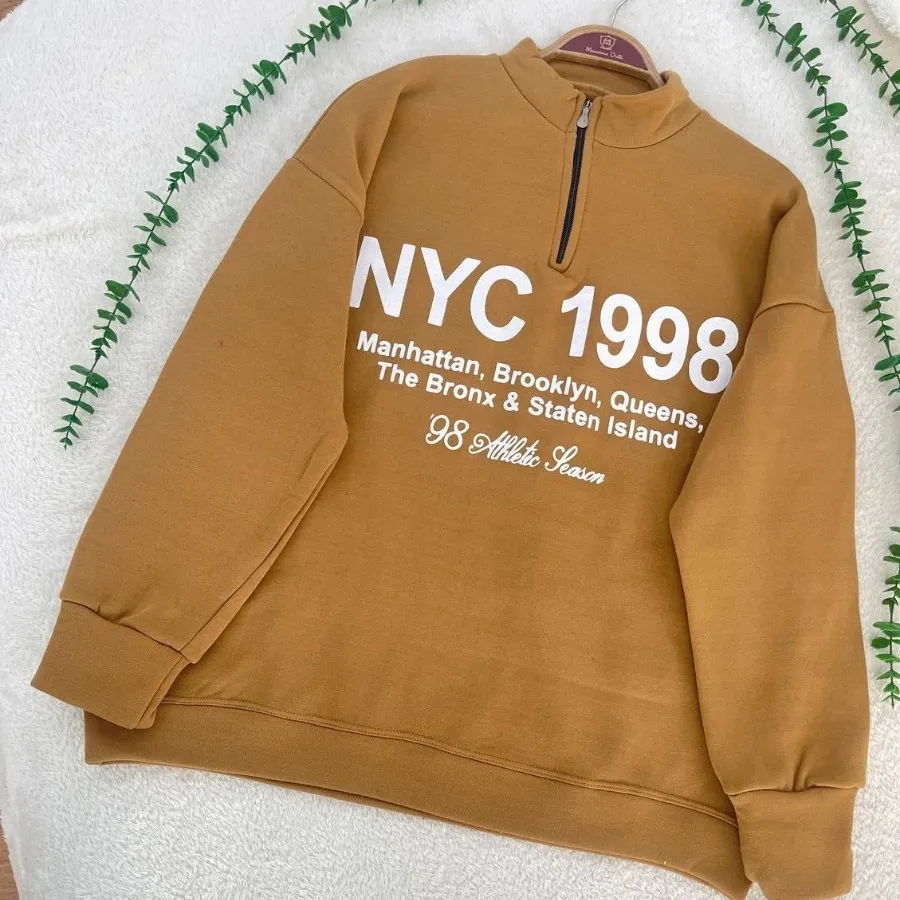 NYC 1998
Manhattan, Brooklyn, Queens,
The Bronx & Staten Island
'98 Athletic Season